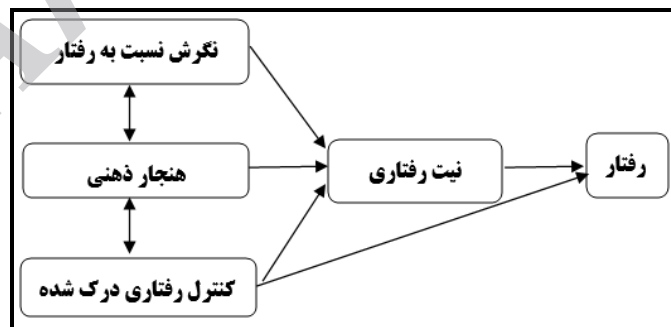 نگرش نسبت به رفتار
هنجار ذهنی
کنترل رفتاری درک شده
نیت رفتاری
رفتار